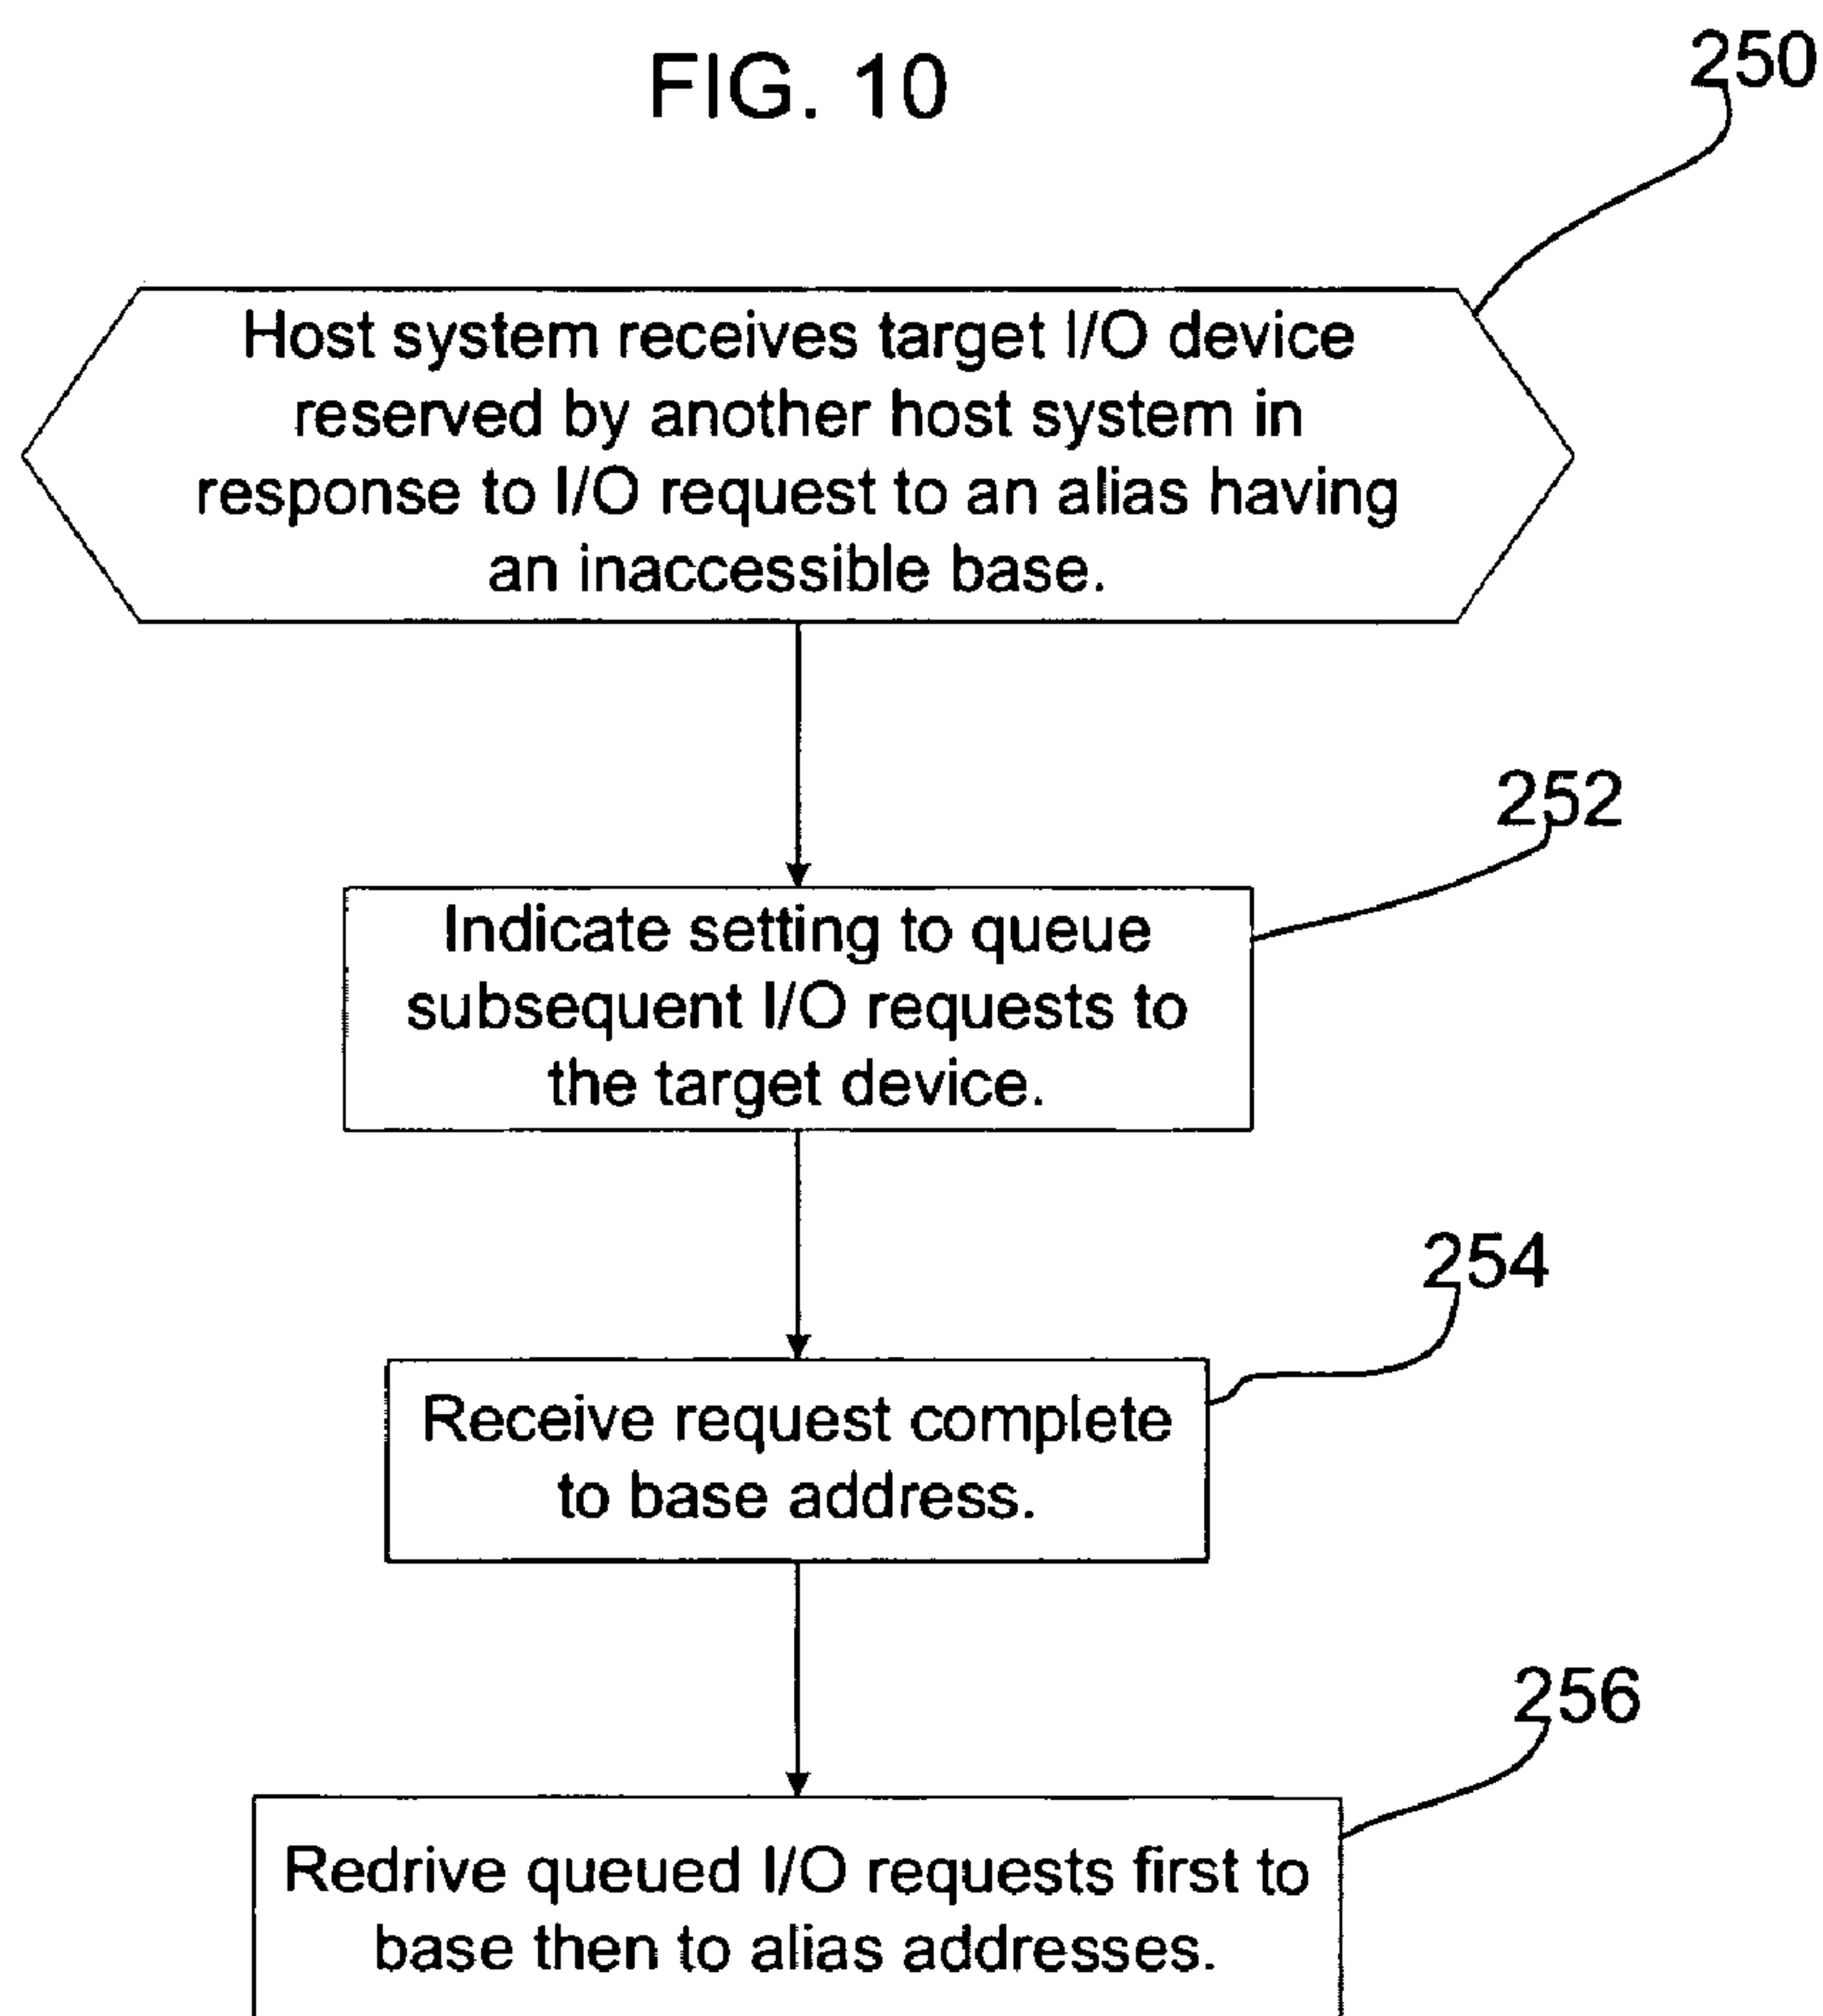 FIG. 10
250
Host system receives target I/O device
reserved by another host system in
response to I/O request to an alias having
an inaccessible base.
252
Indicate setting to queue
subsequent I/O requests to
the target device.
254
Receive request complete
to base address.
256
Redrive queued I/O requests first to
base then to alias addresses.